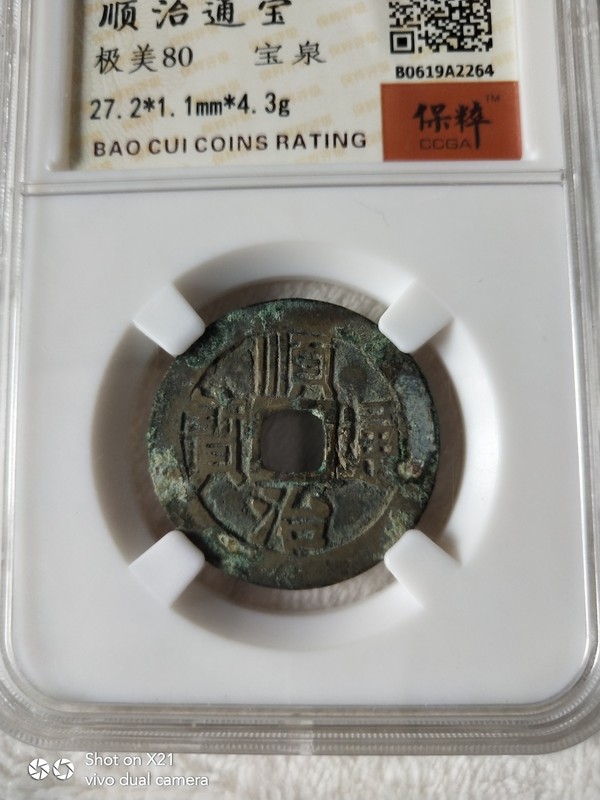 顺治通宝
极美80 宝泉
27.2*1.1mm*4.3g
BAO CUI COINS RATING
B0619A2264
保粹 TM
CCGA
順治通寶
Shot on X21
vivo dual camera